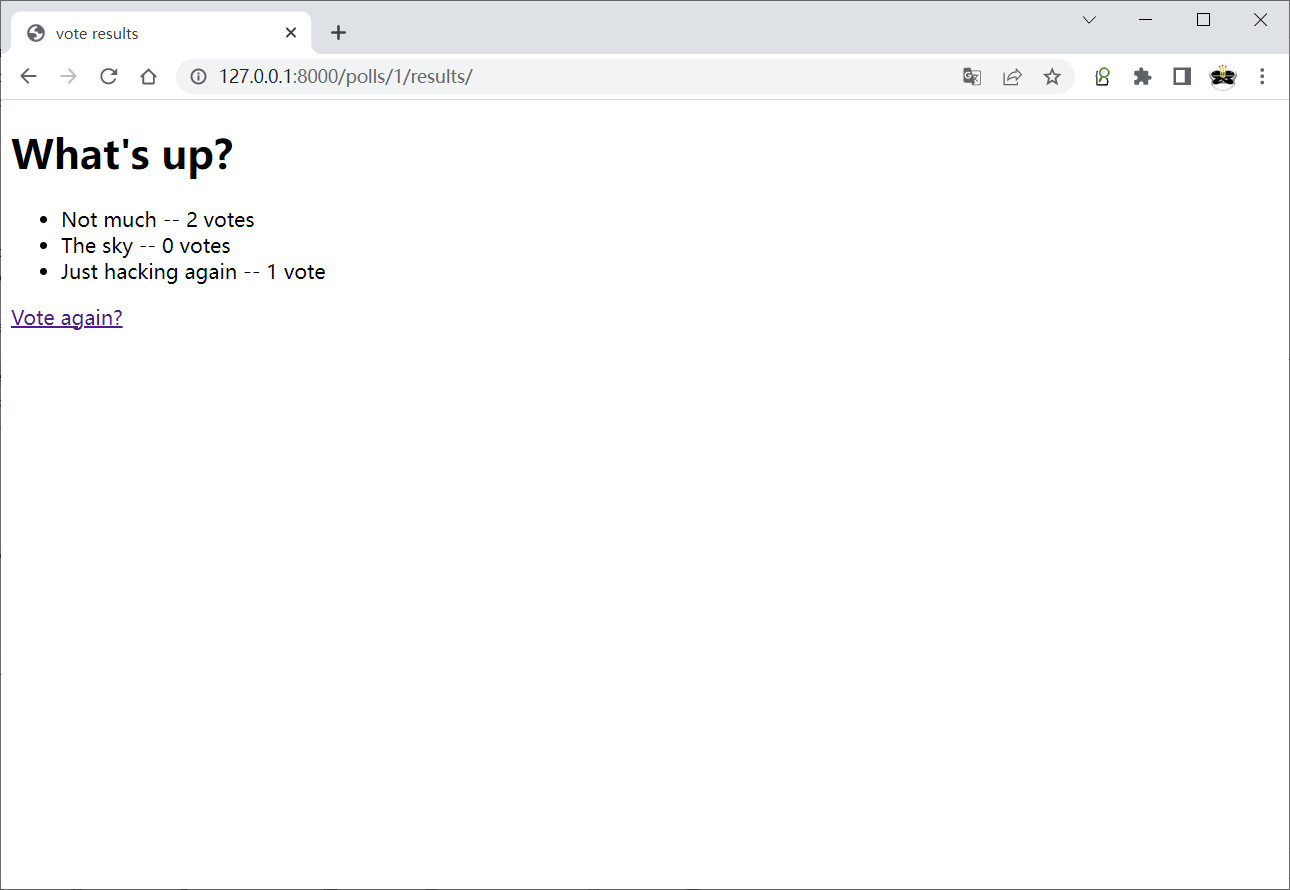 vote results
127.0.0.1:8000/polls/1/results/
What's up?
Not much -- 2 votes
The sky -- 0 votes
Just hacking again -- 1 vote
Vote again?